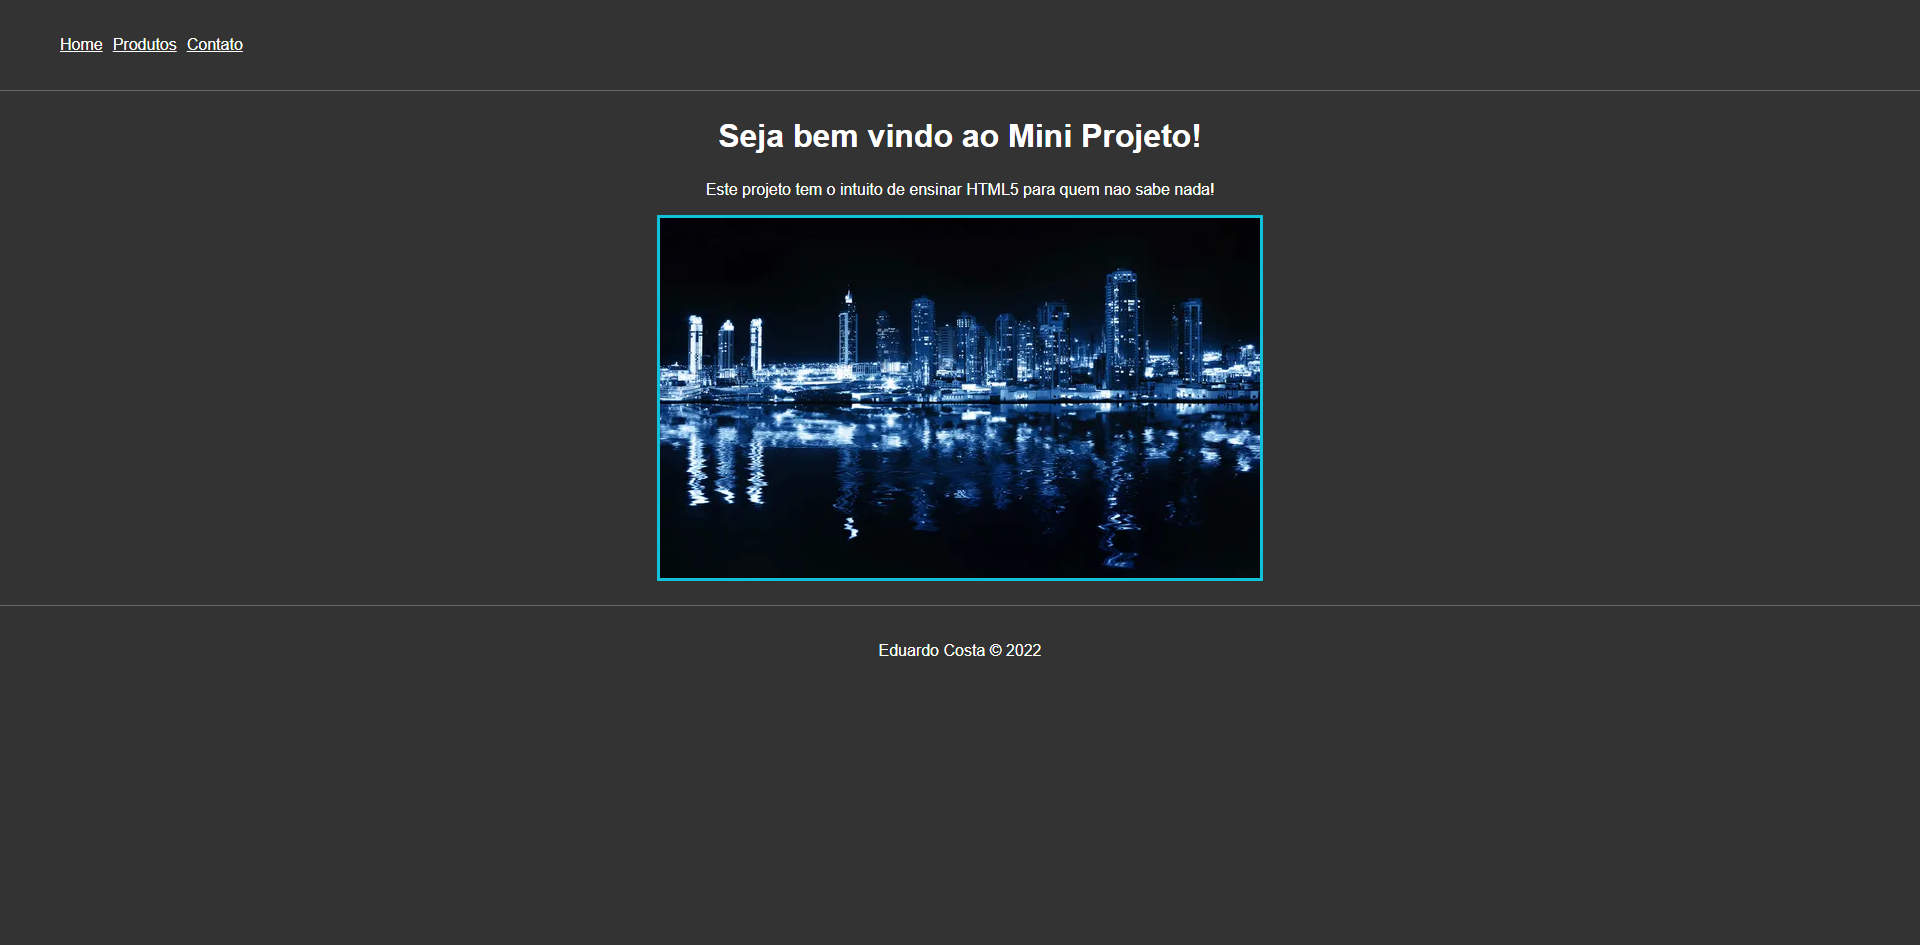 Home Produtos Contato
Seja bem vindo ao Mini Projeto!
Este projeto tem o intuito de ensinar HTML5 para quem nao sabe nada!
Eduardo Costa © 2022